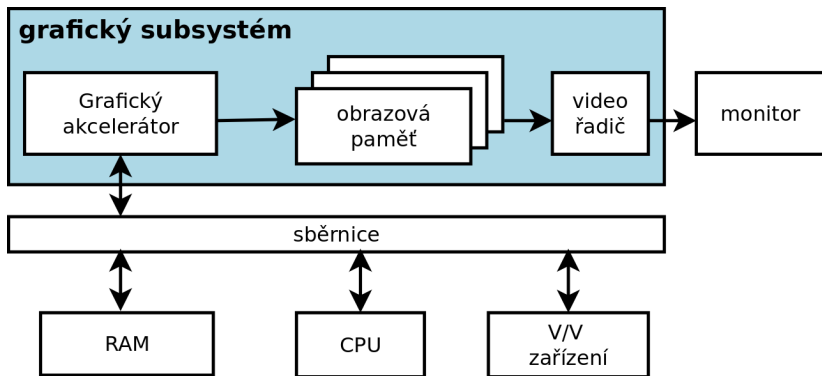 grafický subsystém
Grafický
akcelerátor
obrazová
paměť
video
řadič
monitor
sběrnice
RAM
CPU
V/V
zařízení